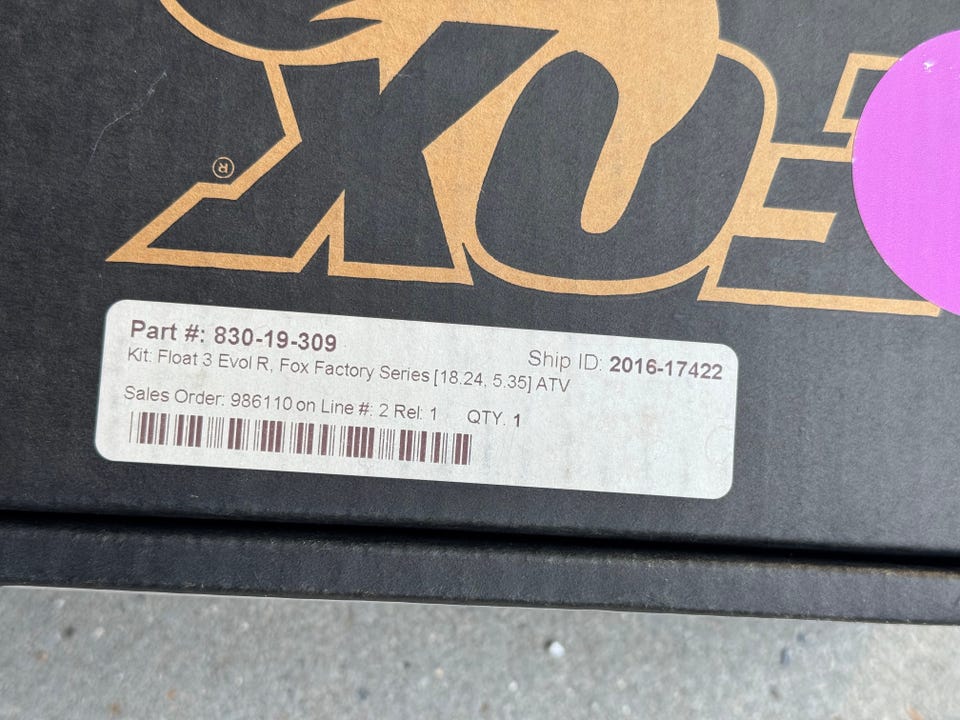 FOX
®
Part #: 830-19-309
Ship ID: 2016-17422
Kit: Float 3 Evol R, Fox Factory Series [18.24, 5.35] ATV
Sales Order: 986110 on Line #: 2 Rel: 1 QTY. 1